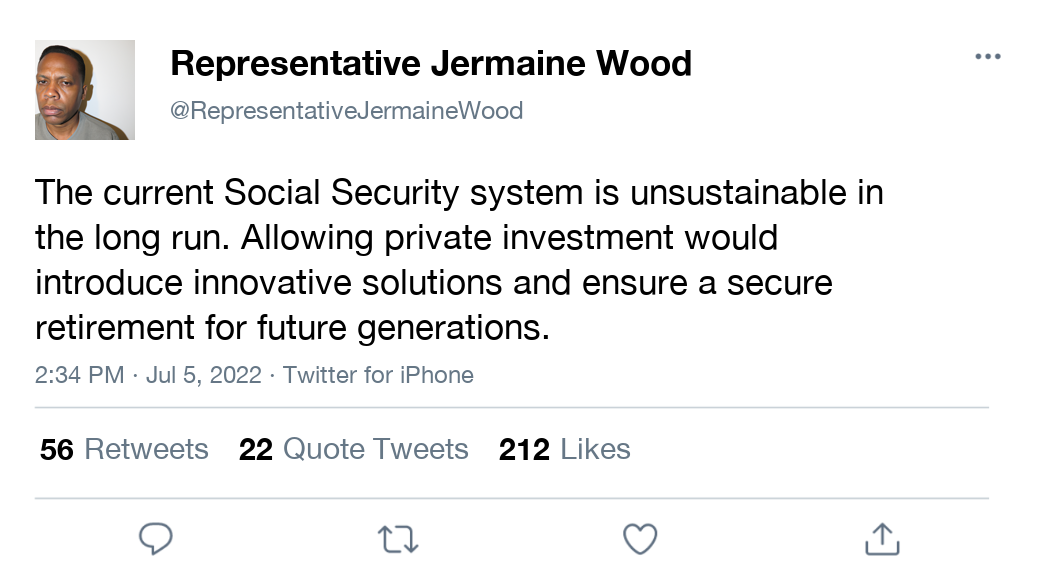 Representative Jermaine Wood
@RepresentativeJermaineWood
The current Social Security system is unsustainable in
the long run. Allowing private investment would
introduce innovative solutions and ensure a secure
retirement for future generations.
2:34 PM · Jul 5, 2022 · Twitter for iPhone
56 Retweets 22 Quote Tweets 212 Likes